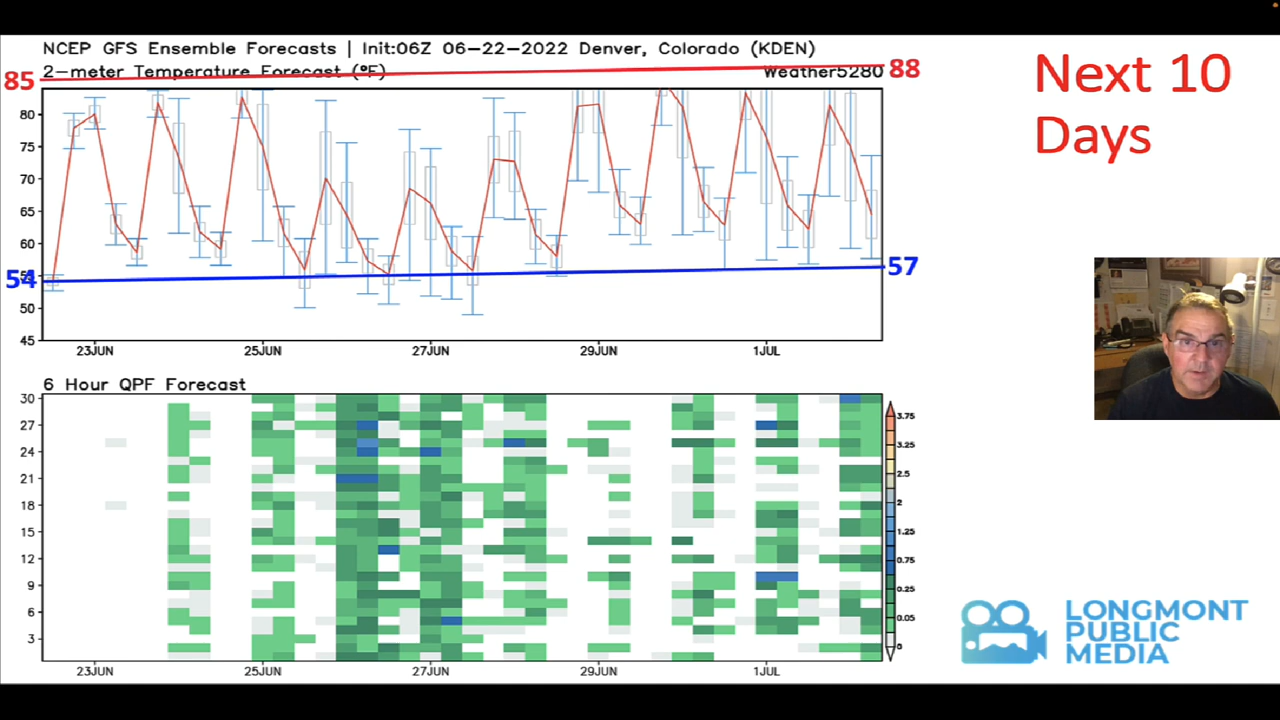 NCEP GFS Ensemble Forecasts | Init:06Z 06-22-2022 Denver, Colorado (KDEN)
2-meter Temperature Forecast (°F)
Weather5280
85
88
Next 10
Days
80
75
70
65
60
55
54
57
50
45
23JUN 25JUN 27JUN 29JUN 1JUL
6 Hour QPF Forecast
30
27
24
21
18
15
12
9
6
3
3.75
3.25
2.5
2
1.25
0.75
0.25
0.05
0
23JUN 25JUN 27JUN 29JUN 1JUL
LONGMONT
PUBLIC
MEDIA